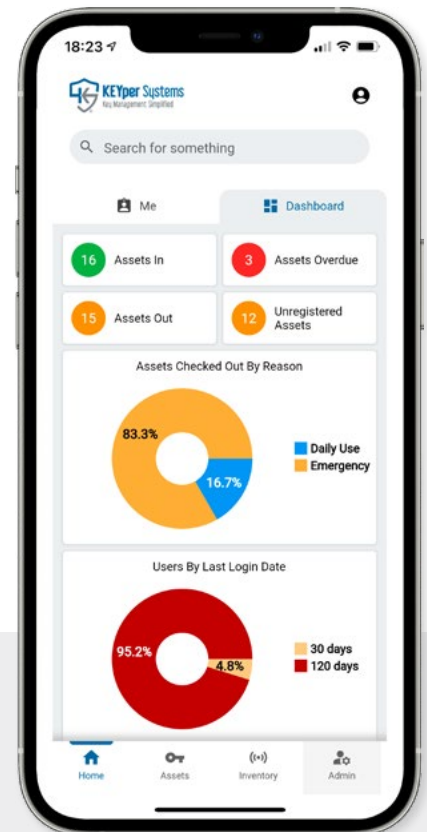 18:23
KEYper Systems
Key Management Simplified
Search for something
Me
Dashboard
16 Assets In
3 Assets Overdue
15 Assets Out
12 Unregistered
Assets
Assets Checked Out By Reason
83.3%
16.7%
Daily Use
Emergency
Users By Last Login Date
95.2%
4.8%
30 days
120 days
Home
Assets
Inventory
Admin